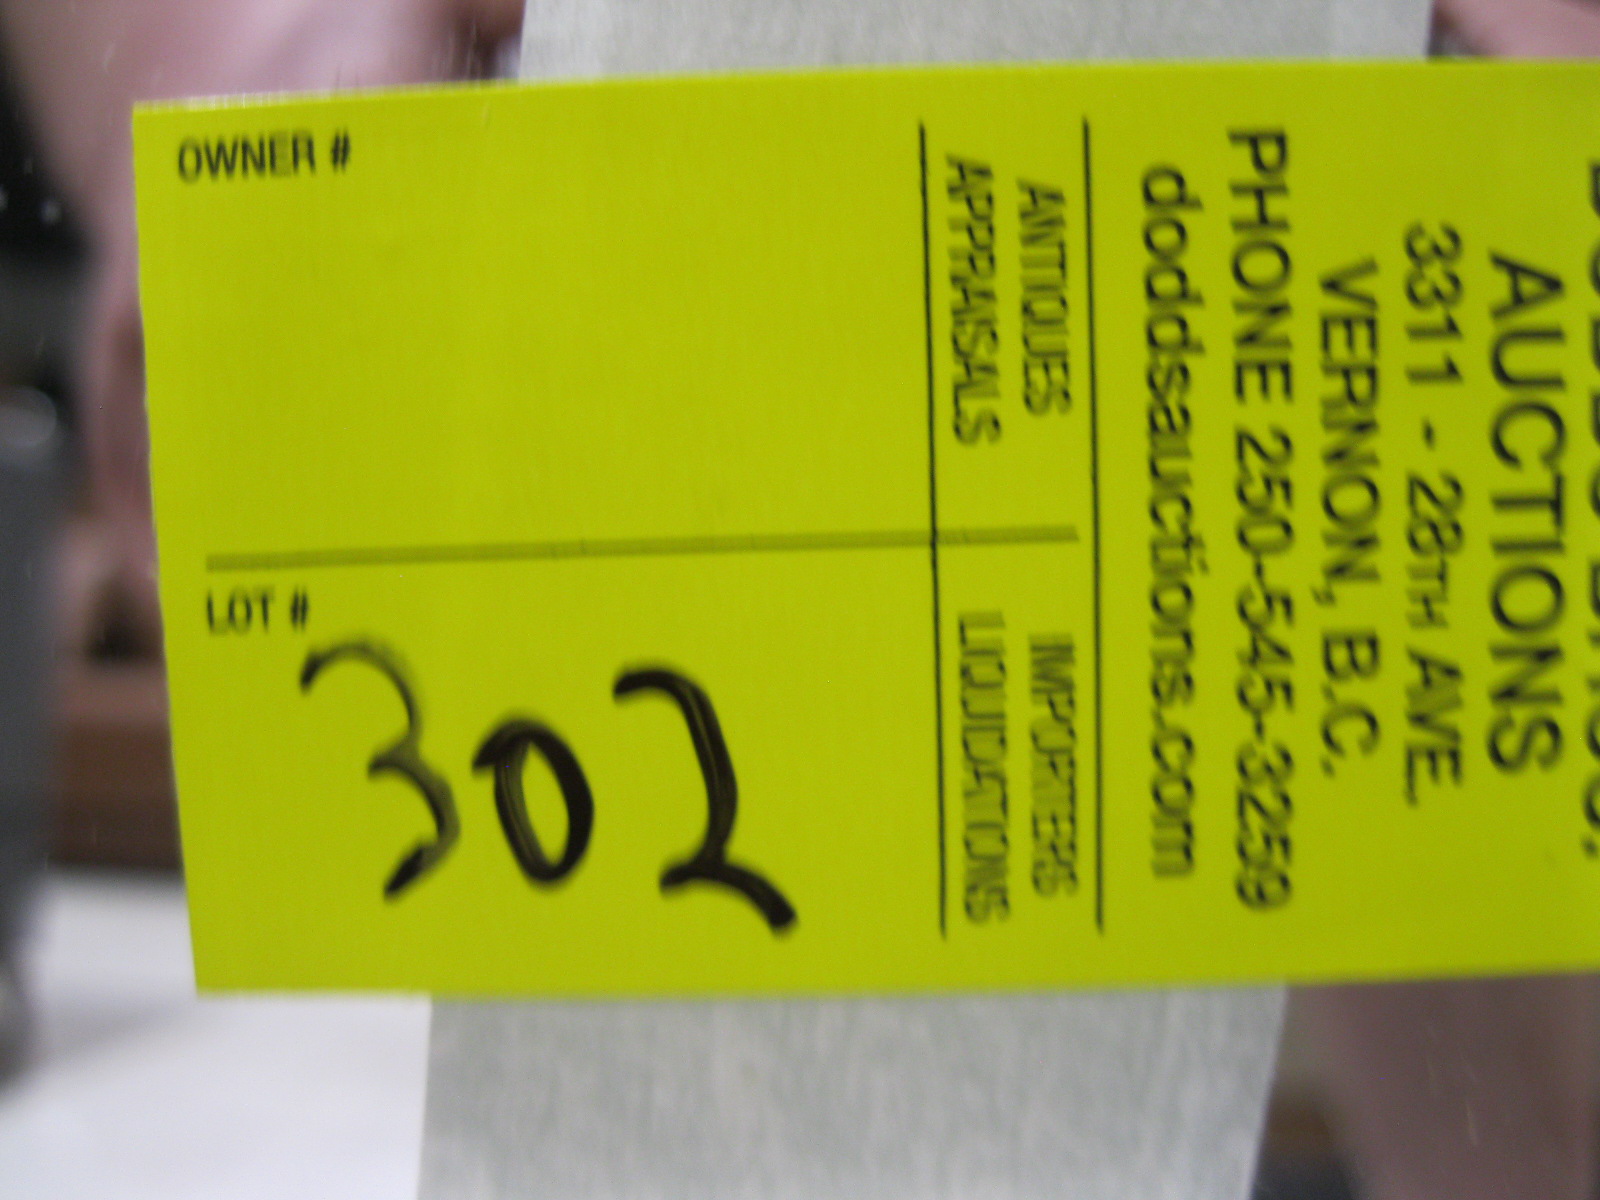 AUCTIONS
3311 - 28TH AVE.
VERNON, B.C.
PHONE 250-545-3259
doddsauctions.com
ANTIQUES IMPORTERS
APPRAISALS LIQUIDATIONS
OWNER #
LOT #
302